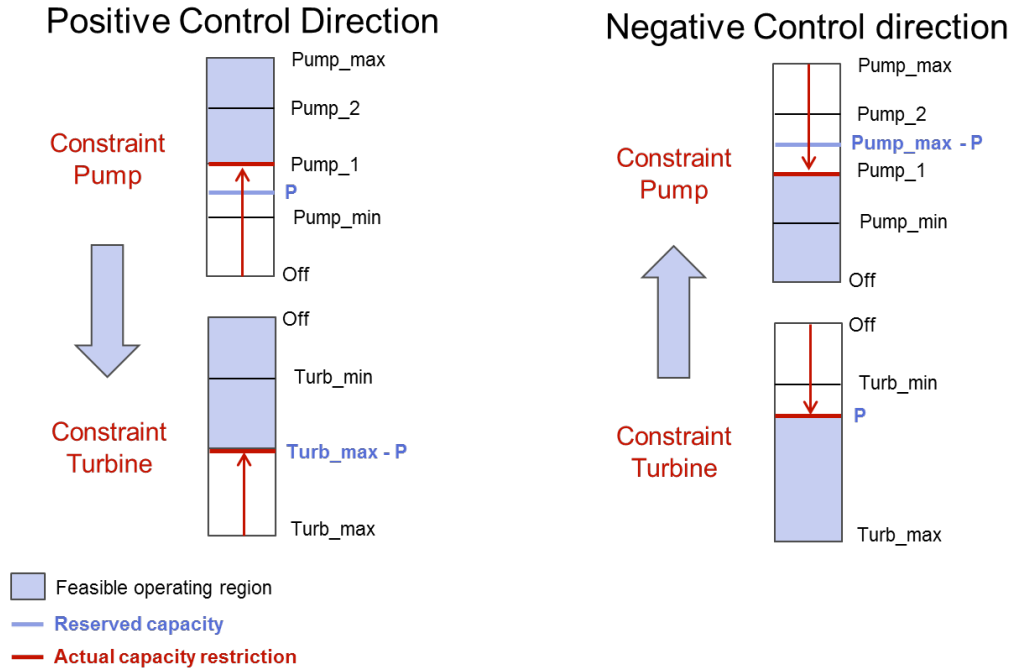 Positive Control Direction
Negative Control direction
Pump_max
Pump_2
Constraint
Pump
Pump_1
P
Pump_min
Off
Off
Turb_min
Constraint
Turbine
Turb_max - P
Turb_max
Pump_max
Pump_2
Pump_max - P
Constraint
Pump
Pump_1
Pump_min
Off
Off
Turb_min
P
Constraint
Turbine
Turb_max
Feasible operating region
Reserved capacity
Actual capacity restriction